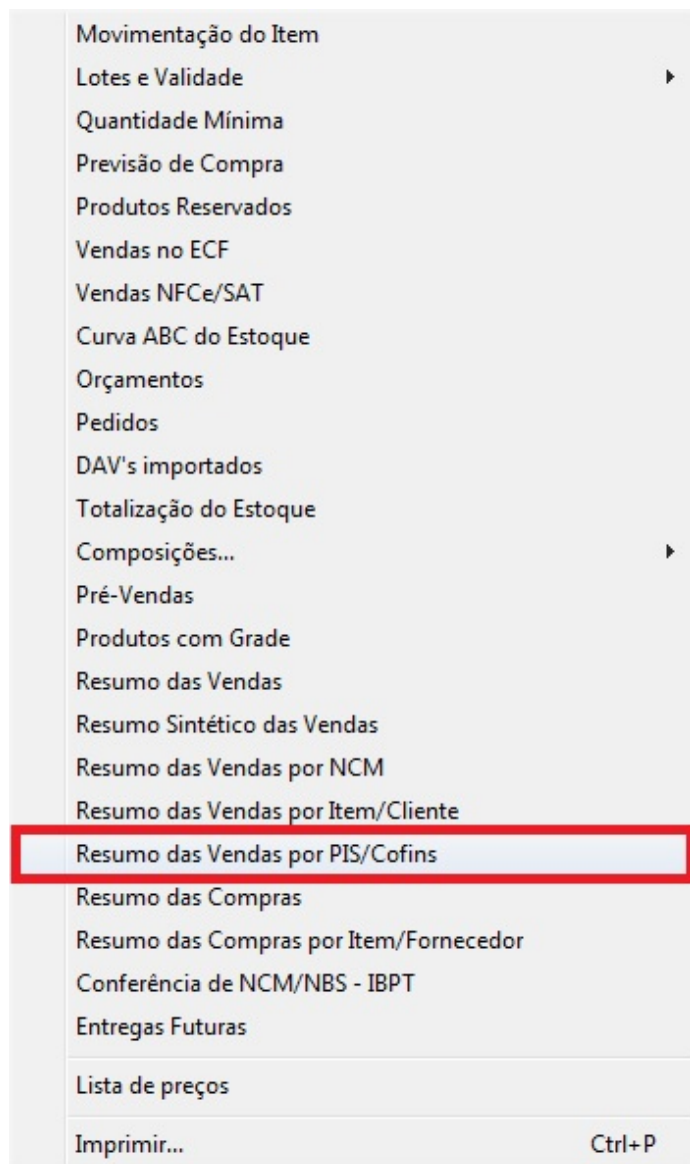 Movimentação do Item
Lotes e Validade
Quantidade Mínima
Previsão de Compra
Produtos Reservados
Vendas no ECF
Vendas NFCe/SAT
Curva ABC do Estoque
Orçamentos
Pedidos
DAV's importados
Totalização do Estoque
Composições...
Pré-Vendas
Produtos com Grade
Resumo das Vendas
Resumo Sintético das Vendas
Resumo das Vendas por NCM
Resumo das Vendas por Item/Cliente
Resumo das Vendas por PIS/Cofins
Resumo das Compras
Resumo das Compras por Item/Fornecedor
Conferência de NCM/NBS - IBPT
Entregas Futuras
Lista de preços
Imprimir... Ctrl+P